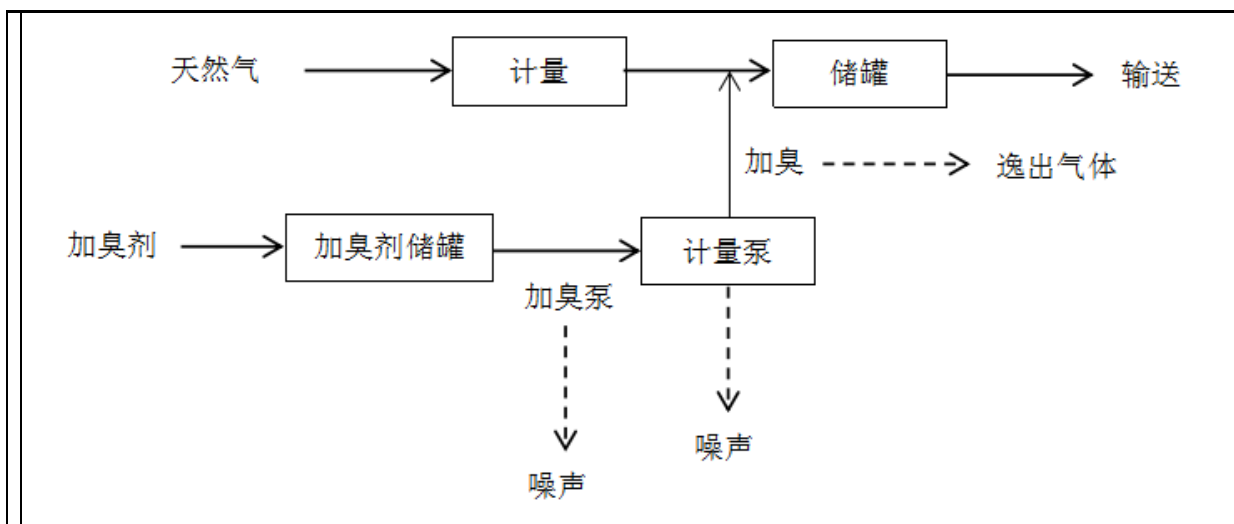 天然气 计量 储罐 输送
加臭 逸出气体
加臭剂 加臭剂储罐 计量泵
加臭泵
噪声
噪声